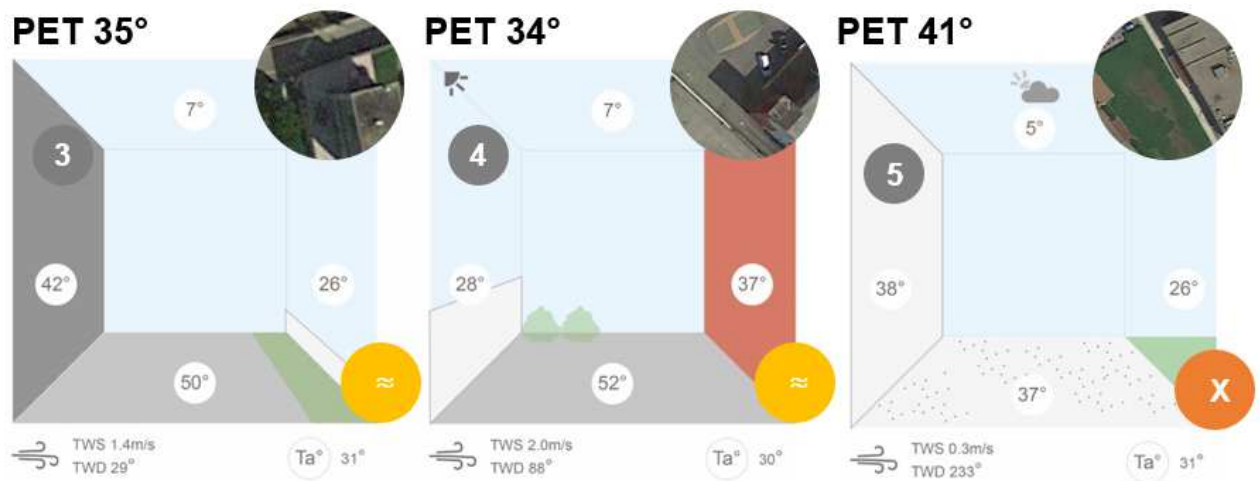 PET 35°
7°
3
42°
26°
50°
≈
TWS 1.4m/s
TWD 29°
Ta° 31°
PET 34°
7°
4
28°
37°
52°
≈
TWS 2.0m/s
TWD 88°
Ta° 30°
PET 41°
5°
5
38°
26°
37°
X
TWS 0.3m/s
TWD 233°
Ta° 31°